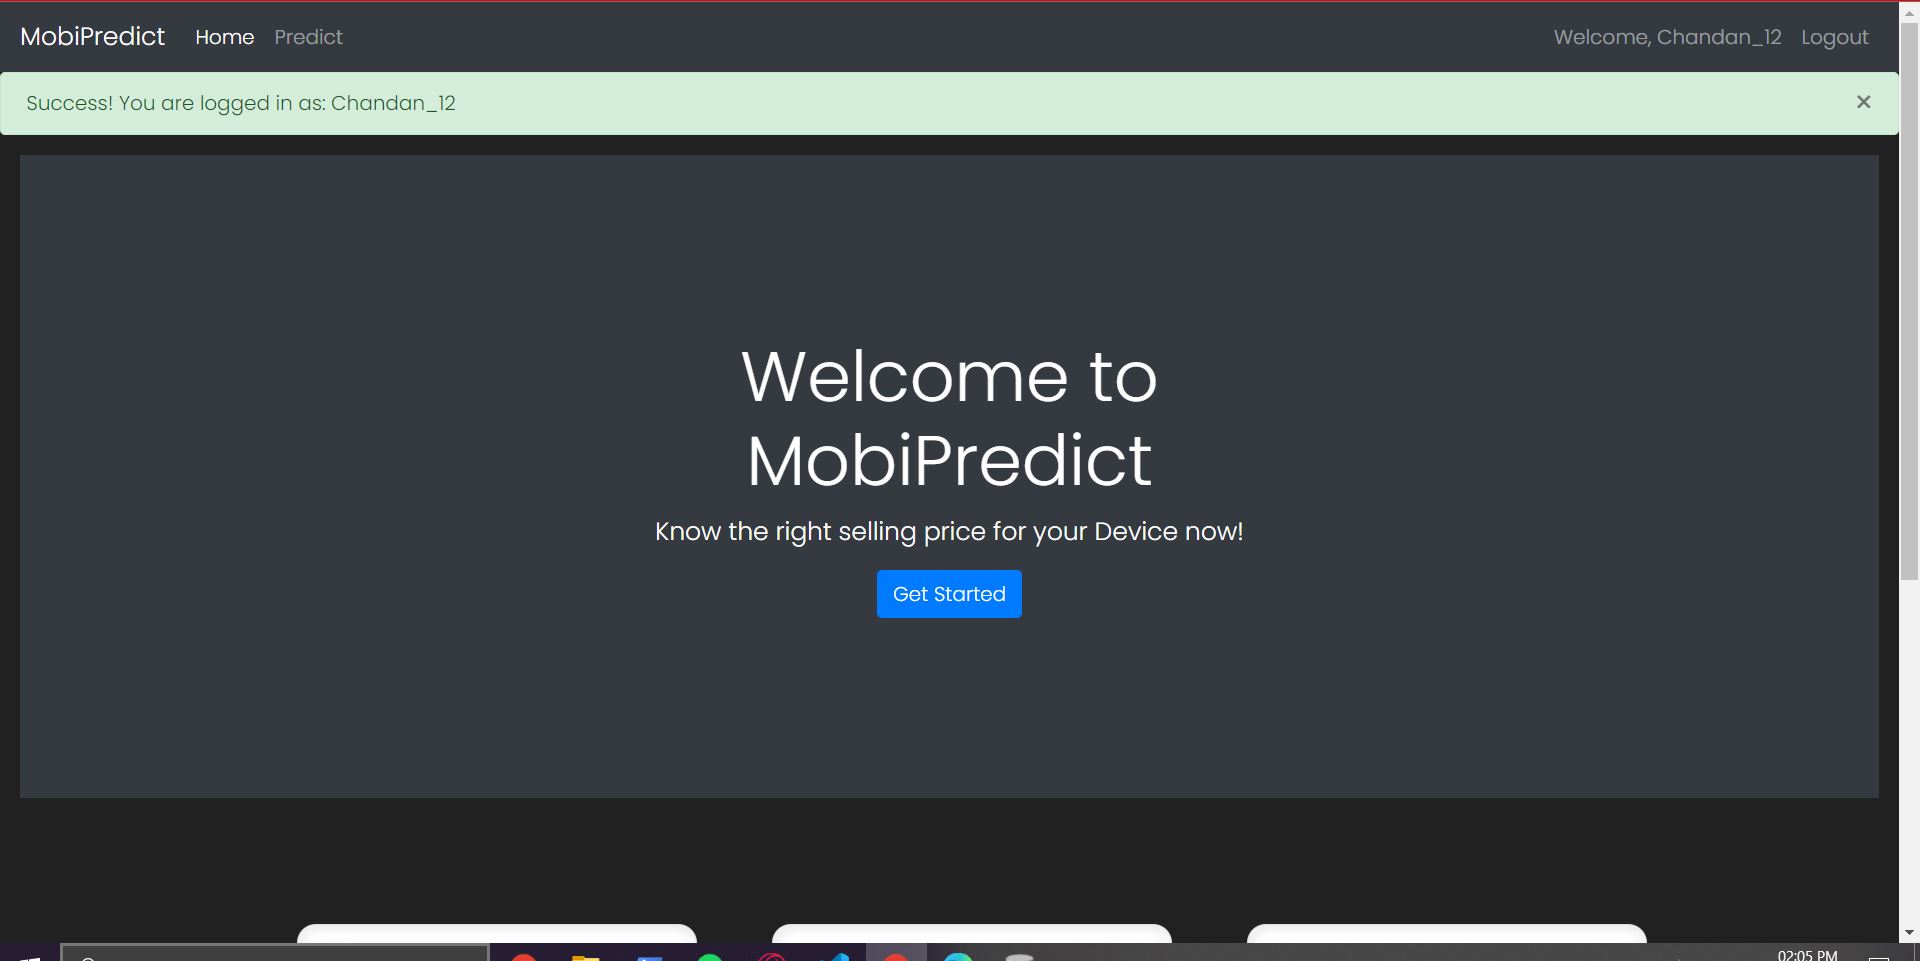 MobiPredict Home Predict Welcome, Chandan_12 Logout
Success! You are logged in as: Chandan_12 ×
Welcome to
MobiPredict
Know the right selling price for your Device now!
Get Started
02:05 PM